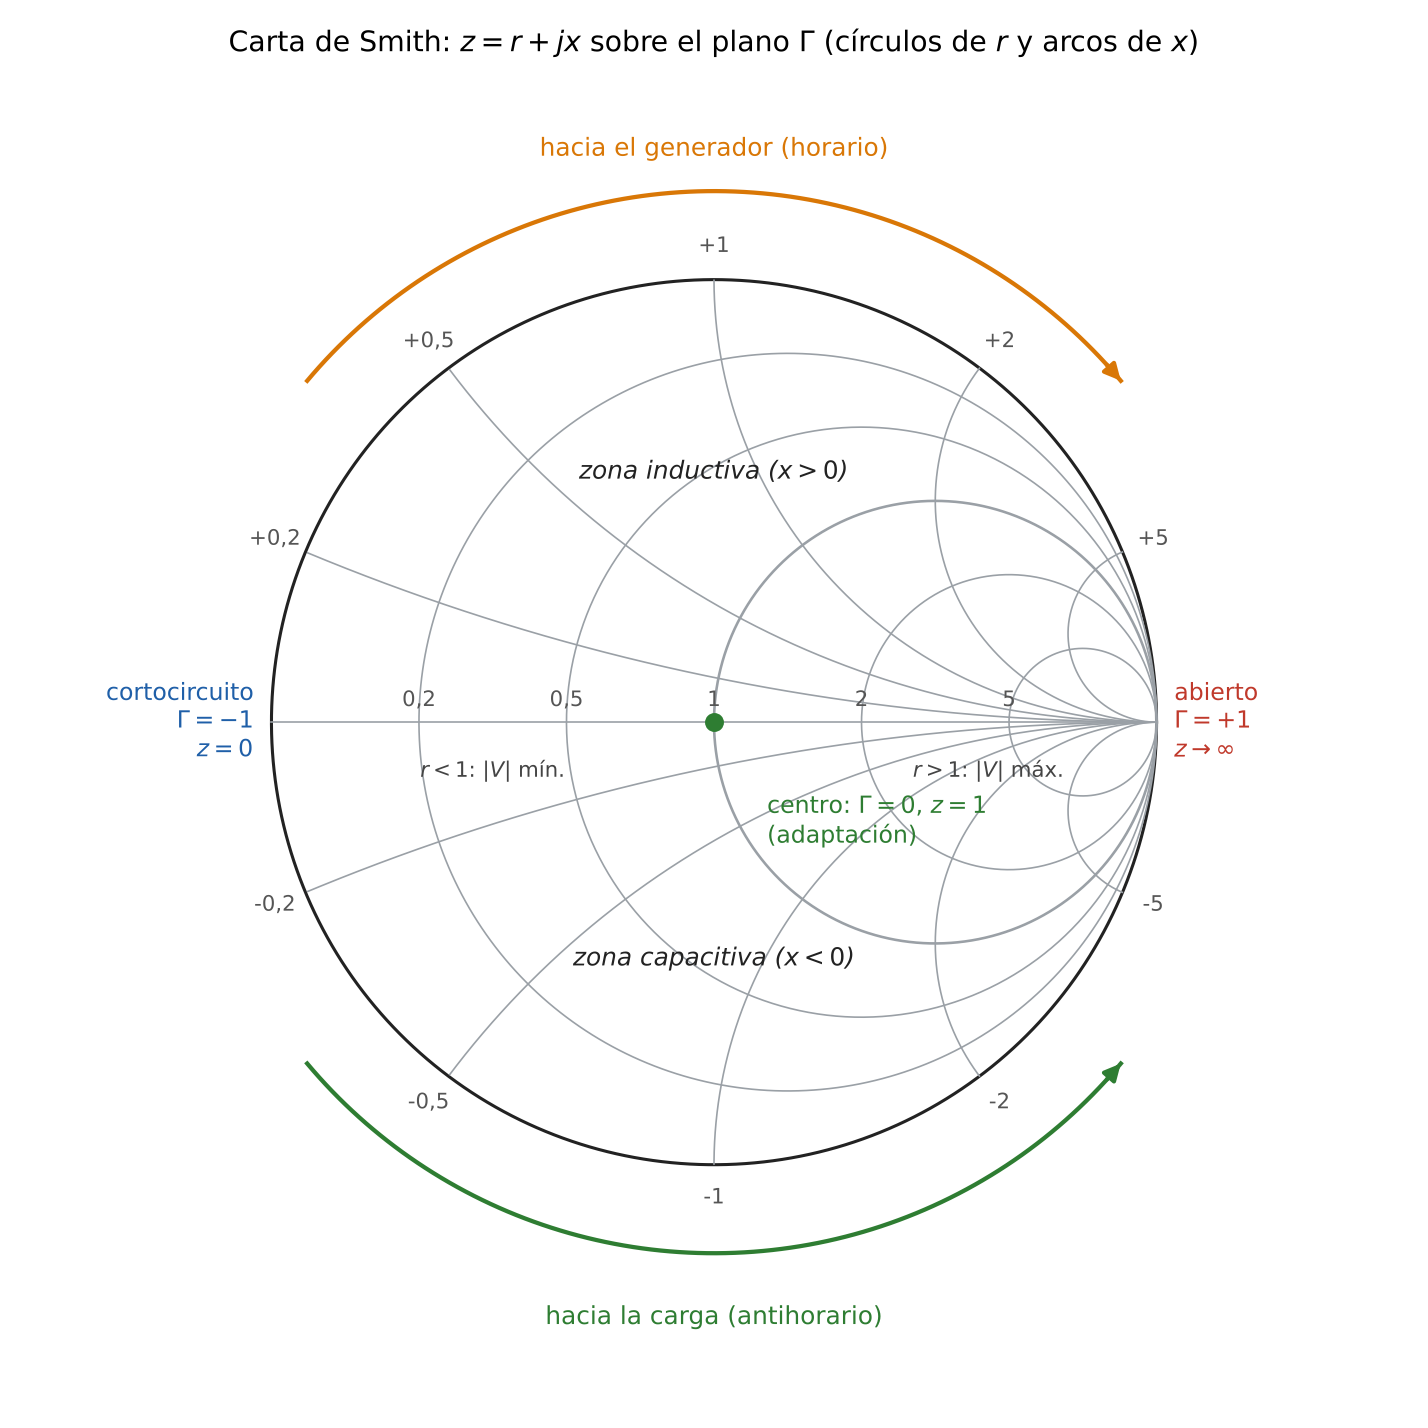 Carta de Smith: z = r + jx sobre el plano Γ (círculos de r y arcos de x)
hacia el generador (horario)
+1
+0,5
+2
zona inductiva (x > 0)
+0,2
+5
cortocircuito
Γ = −1
z = 0
0,2
0,5
1
2
5
abierto
Γ = +1
z → ∞
r < 1: |V| mín.
r > 1: |V| máx.
centro: Γ = 0, z = 1
(adaptación)
-0,2
-5
zona capacitiva (x < 0)
-0,5
-2
-1
hacia la carga (antihorario)